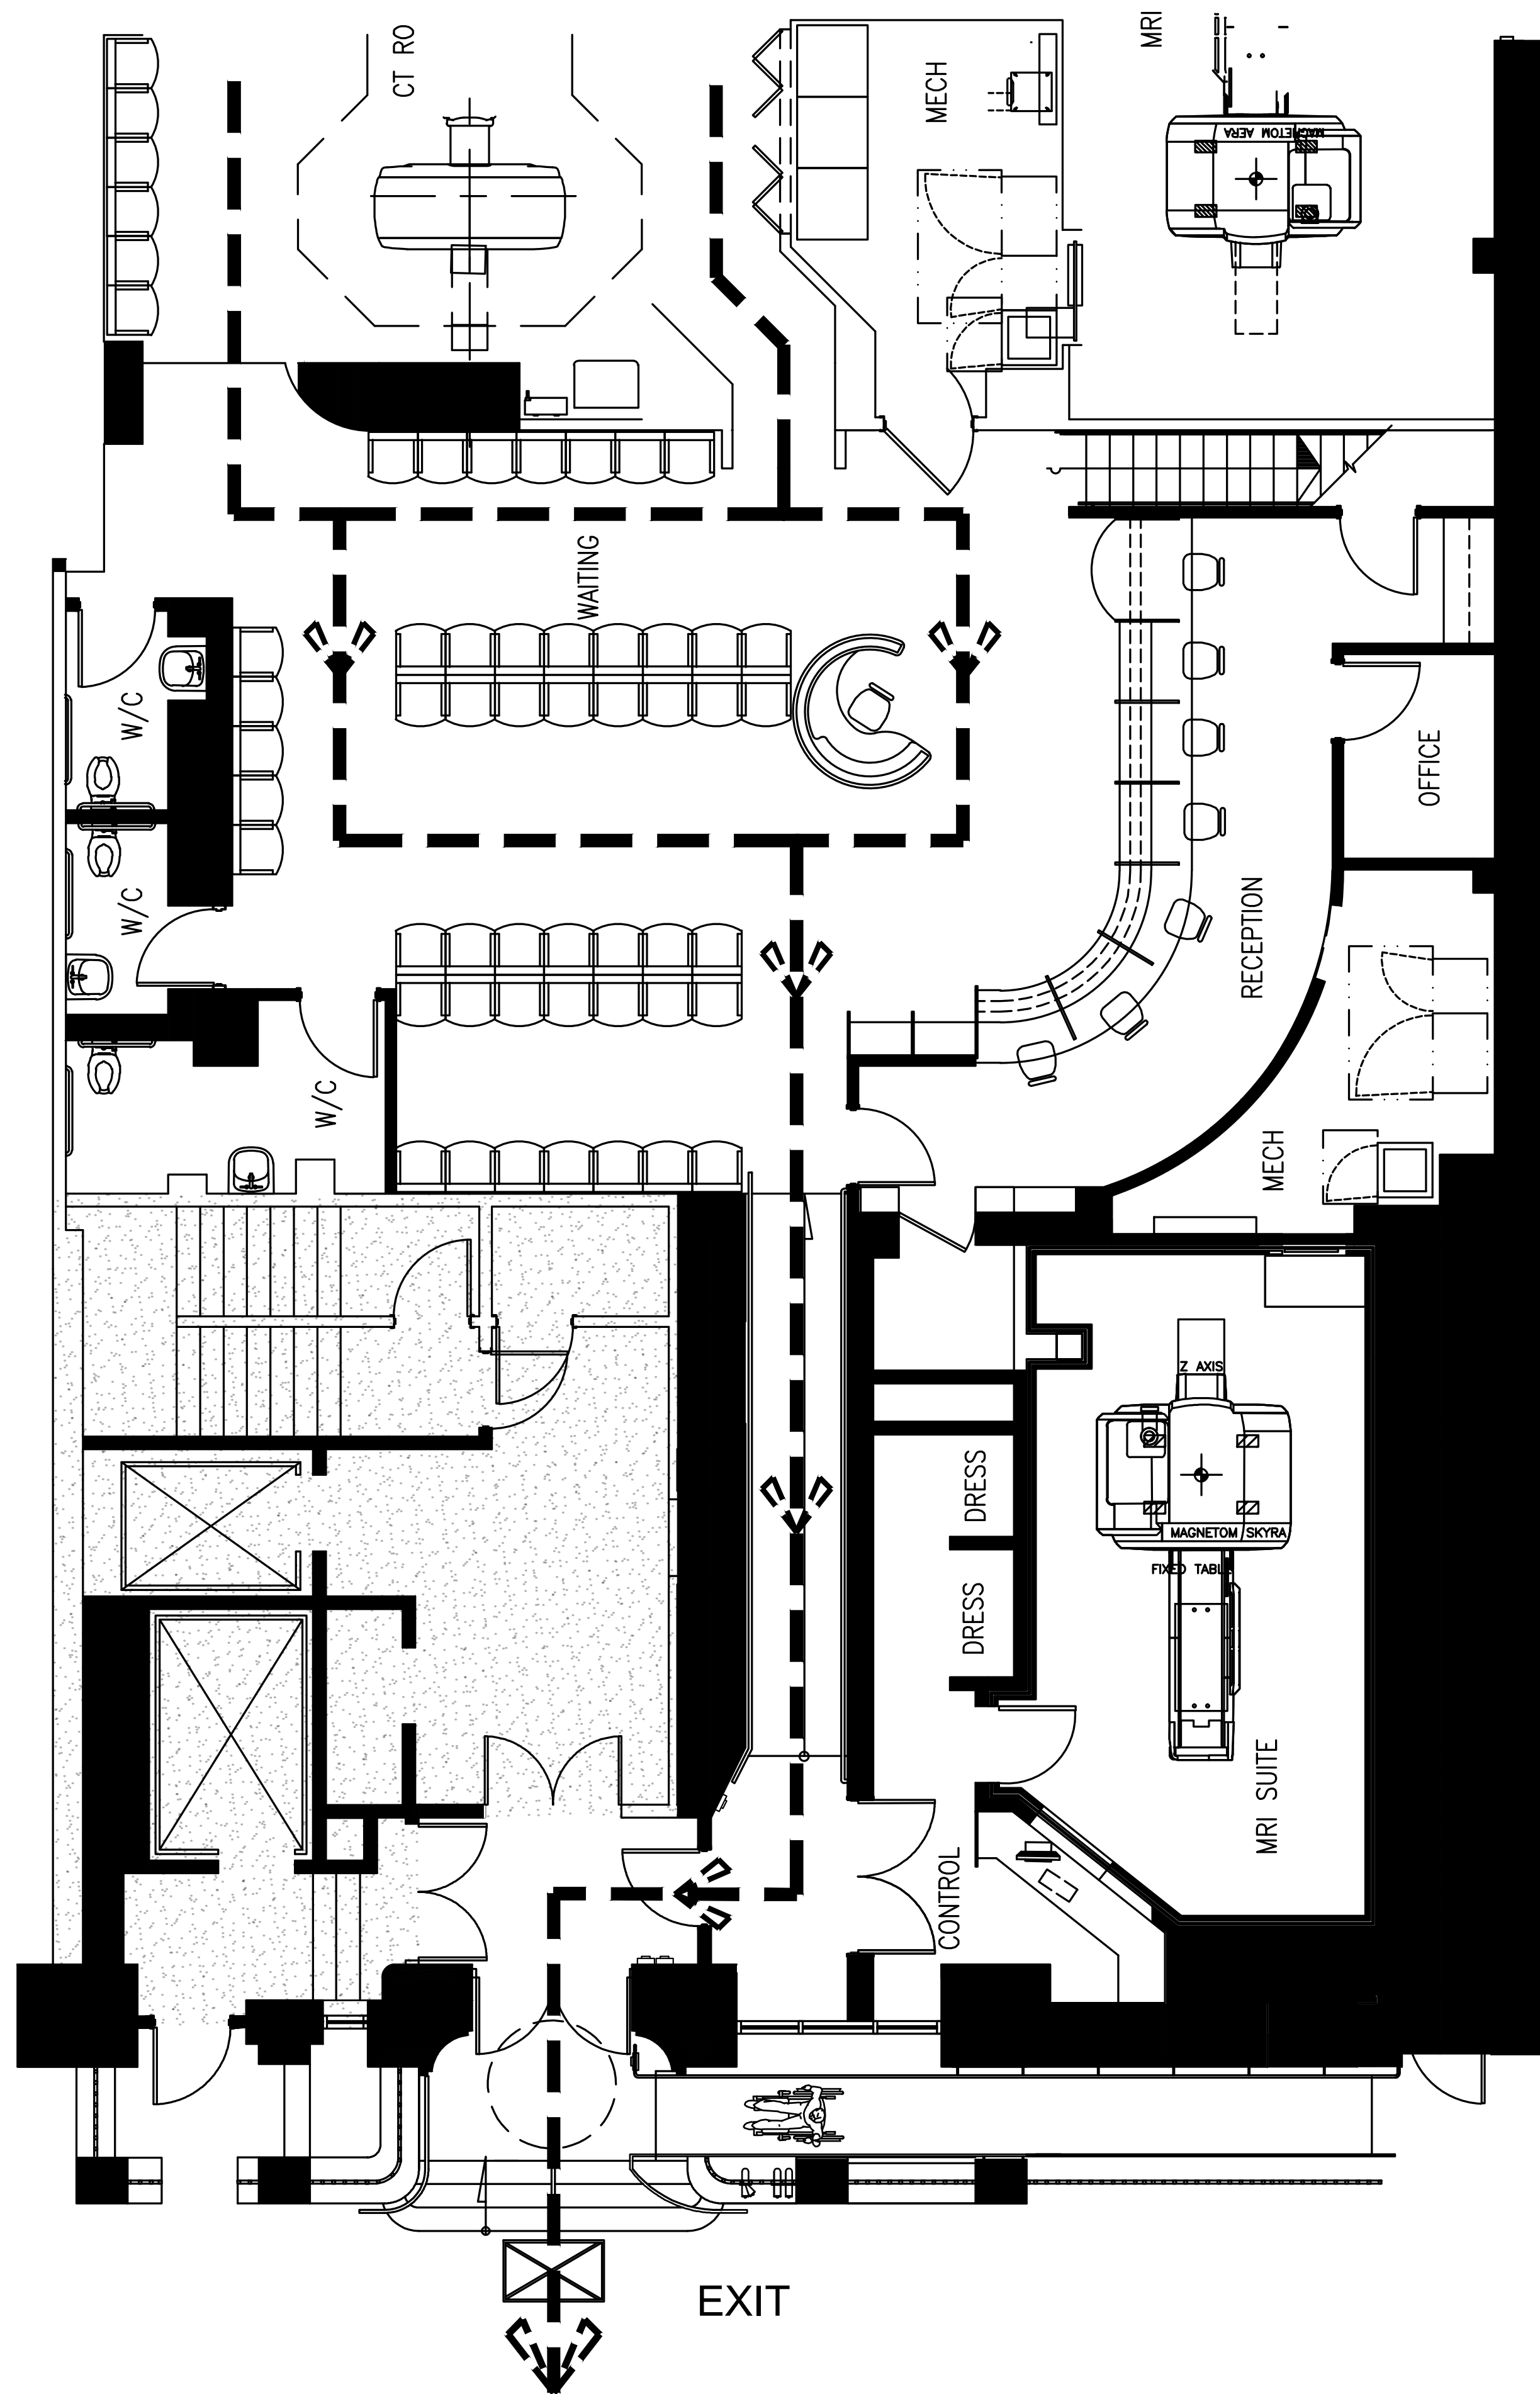 CT RO
MECH
MRI
MAGNETOM AERA
WAITING
W/C
W/C
W/C
OFFICE
RECEPTION
MECH
Z AXIS
MAGNETOM SKYRA
FIXED TABLE
DRESS
DRESS
MRI SUITE
CONTROL
EXIT